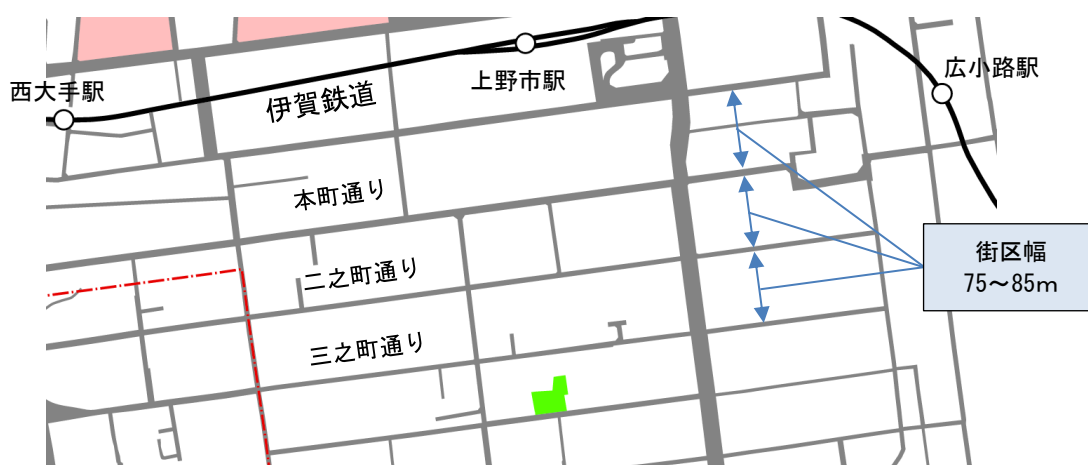 西大手駅
上野市駅
広小路駅
伊賀鉄道
本町通り
二之町通り
三之町通り
街区幅
75～85ｍ